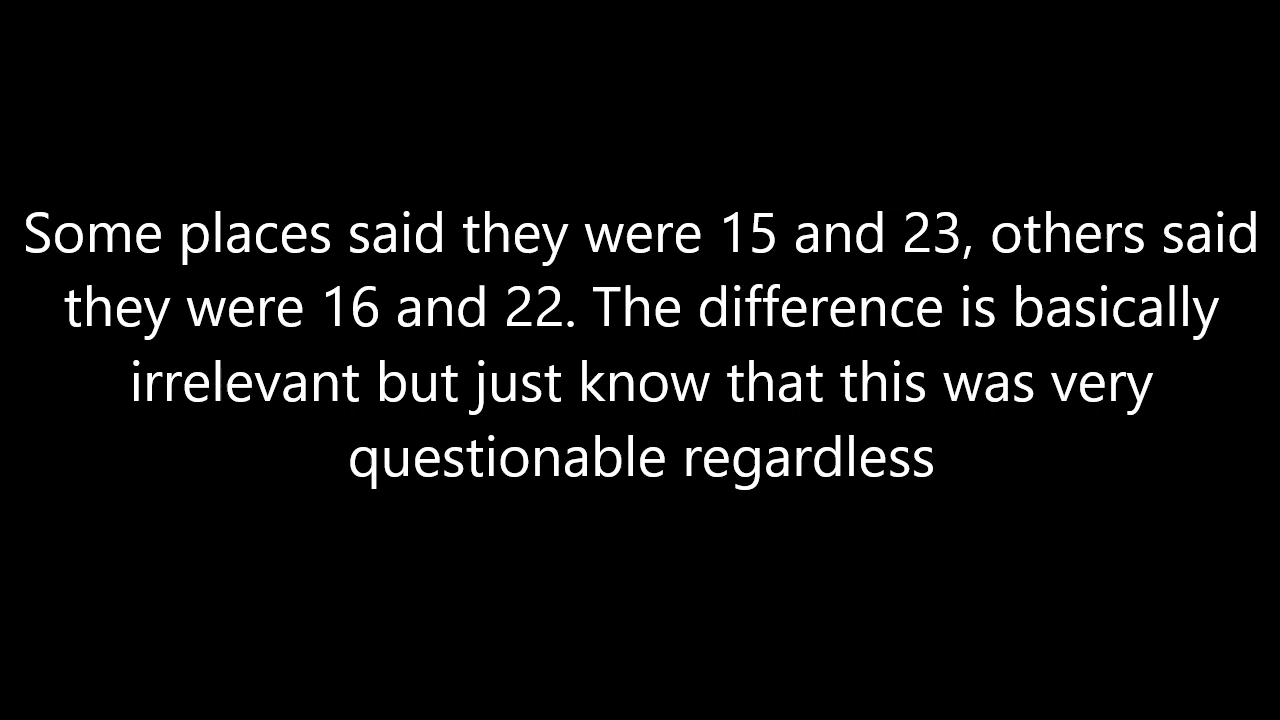 Some places said they were 15 and 23, others said
they were 16 and 22. The difference is basically
irrelevant but just know that this was very
questionable regardless